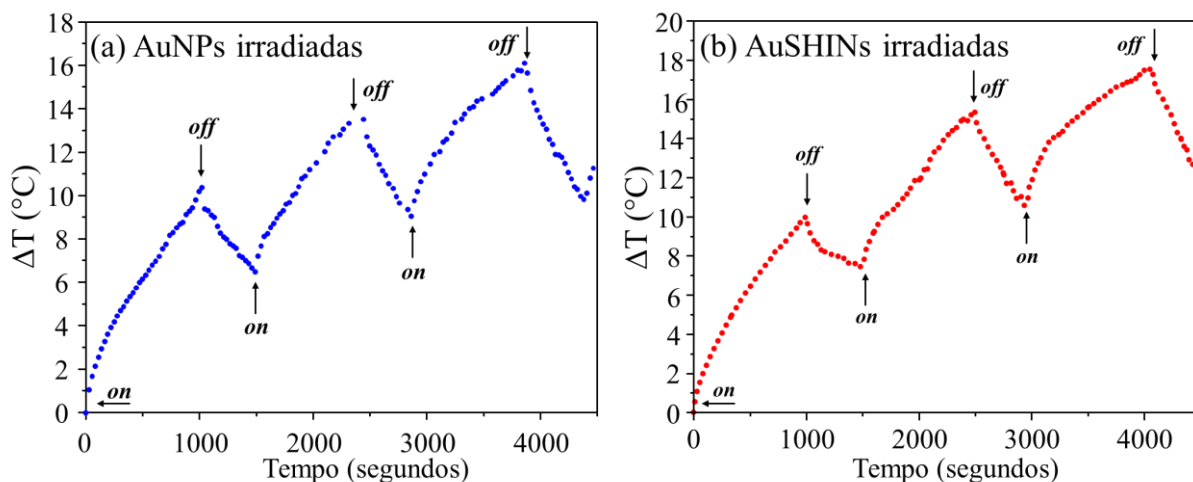 (a) AuNPs irradiadas
18
16
14
12
10
8
6
4
2
0
ΔT (°C)
off
off
off
on
on
on
0 1000 2000 3000 4000
Tempo (segundos)
(b) AuSHINs irradiadas
20
18
16
14
12
10
8
6
4
2
0
ΔT (°C)
off
off
off
on
on
on
0 1000 2000 3000 4000
Tempo (segundos)